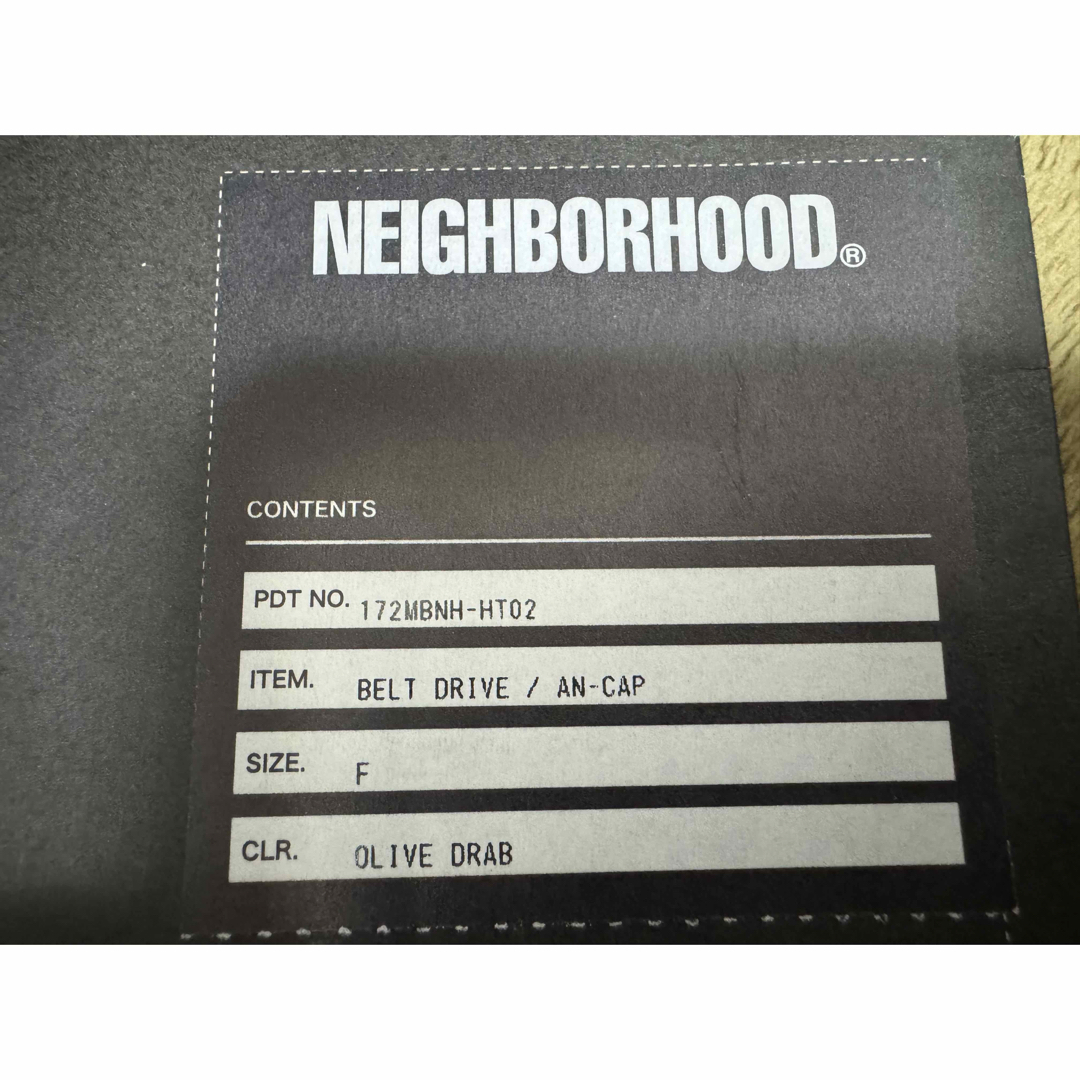 NEIGHBORHOOD®
CONTENTS
PDT NO. 172MBNH-HT02
ITEM. BELT DRIVE / AN-CAP
SIZE. F
CLR. OLIVE DRAB